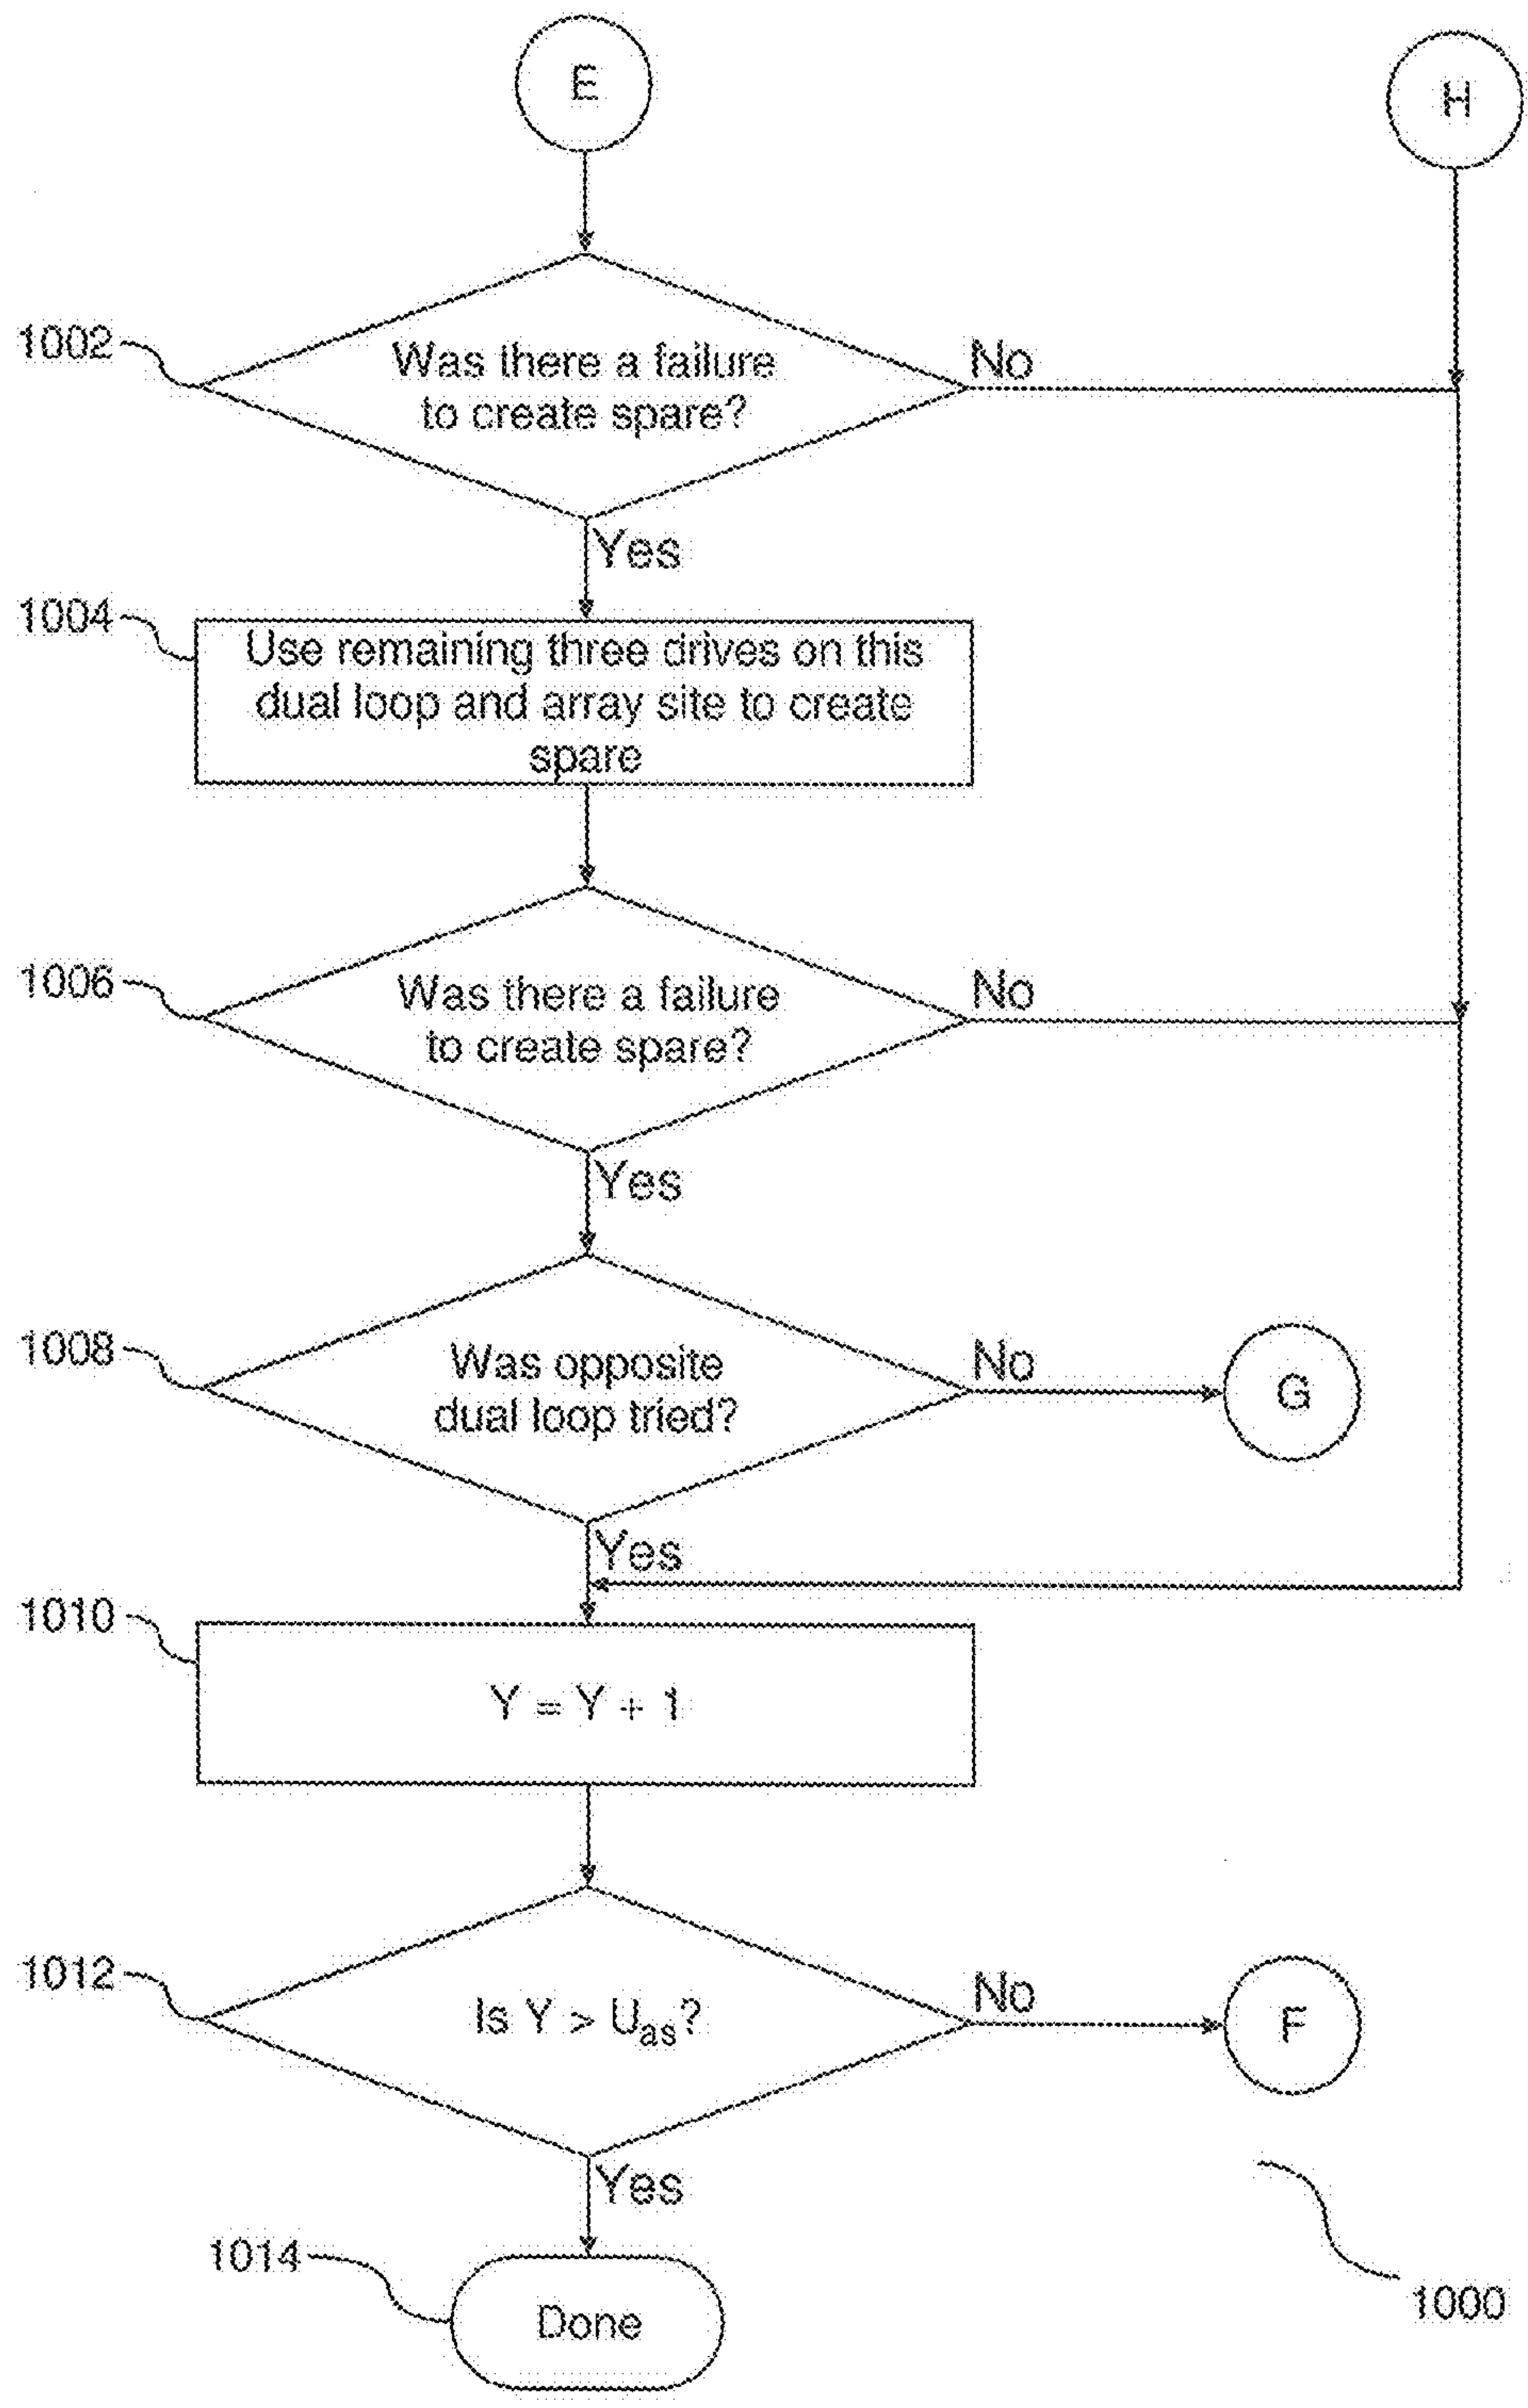 E
H
1002
Was there a failure
to create spare?
No
Yes
1004
Use remaining three drives on this
dual loop and array site to create
spare
1006
Was there a failure
to create spare?
No
Yes
1008
Was opposite
dual loop tried?
No
G
Yes
1010
Y = Y + 1
1012
Is Y > Uas?
No
F
Yes
1014
Done
1000